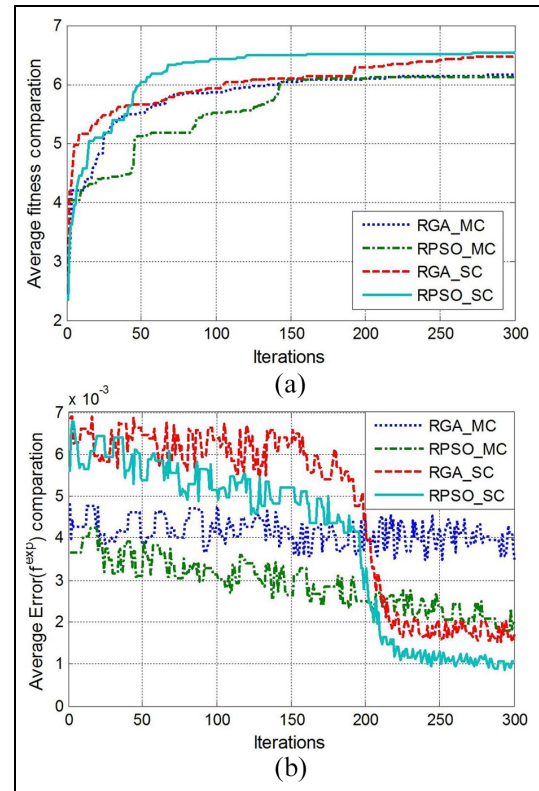 7
6
5
4
3
2
Average fitness comparation
RGA_MC
RPSO_MC
RGA_SC
RPSO_SC
0 50 100 150 200 250 300
Iterations
(a)
x 10⁻³
7
6
5
4
3
2
1
0
Average Error(f^exp) comparation
RGA_MC
RPSO_MC
RGA_SC
RPSO_SC
0 50 100 150 200 250 300
Iterations
(b)